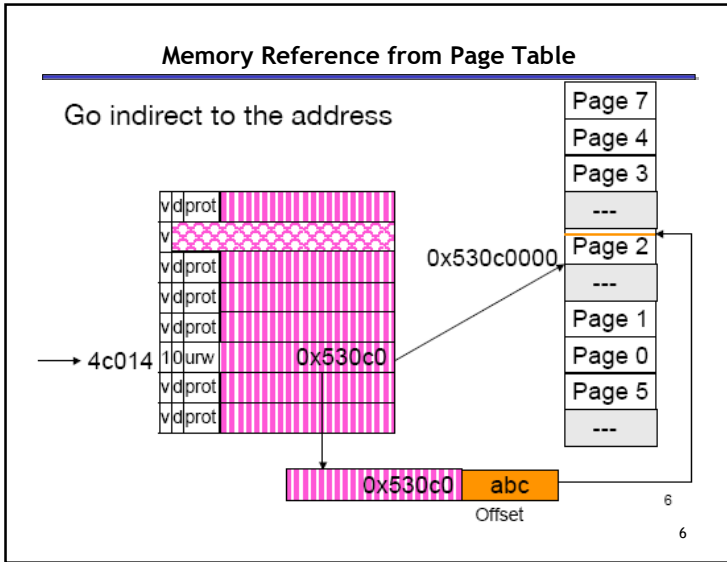 Memory Reference from Page Table
Go indirect to the address
v d prot
v
v d prot
v d prot
v d prot
4c014 1 0 urw 0x530c0
v d prot
v d prot
0x530c0000
Page 7
Page 4
Page 3
---
Page 2
---
Page 1
Page 0
Page 5
---
0x530c0 abc
Offset
6
6